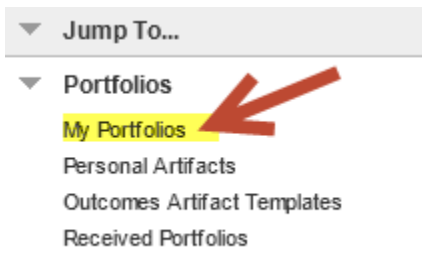 Jump To...
Portfolios
My Portfolios
Personal Artifacts
Outcomes Artifact Templates
Received Portfolios